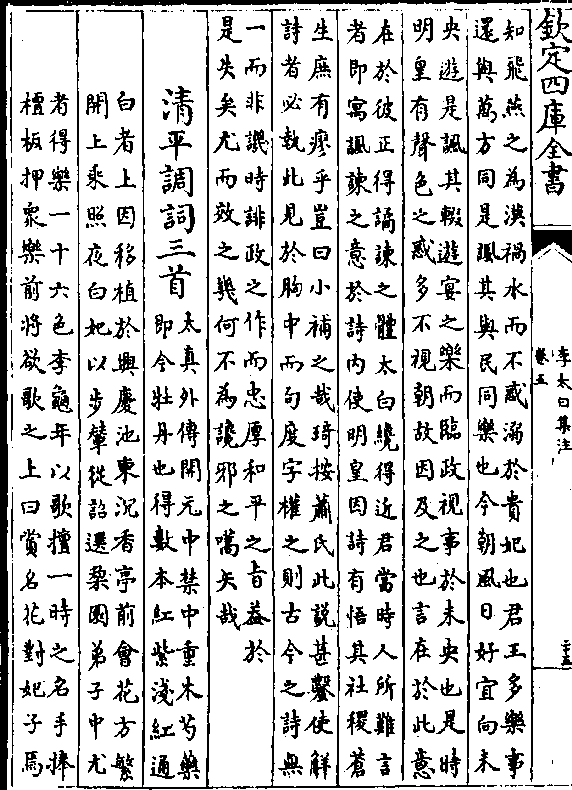 欽定四庫全書
李太白集注
卷五
二十五
知飛燕之為漢禍水而不惑溺於貴妃也君王多樂事
還與萬方同是諷其與民同樂也今朝風日好宜向未
央遊是諷其輟遊宴之樂而臨政視事於未央也是時
明皇有聲色之惑多不視朝故因及之也言在於此意
在於彼正得譎諫之體太白纔得近君當時人所難言
者即寓諷諫之意於詩内使明皇因詩有悟其社稷蒼
生庶有瘳乎豈曰小補之哉琦按蕭氏此說甚鑿使解
詩者必執此見於胸中而句度字權之則古今之詩無
一而非譏時誹政之作而忠厚和平之旨益於
是失矣尤而效之幾何不為讒邪之嚆矢哉
清平調詞三首
太真外傳開元中禁中重木芍藥
即今牡丹也得數本紅紫淺紅通
白者上因移植於興慶池東沉香亭前會花方繁
開上乘照夜白妃以步輦從詔選棃園弟子中尤
者得樂一十六色李龜年以歌擅一時之名手捧
檀板押衆樂前將欲歌之上曰賞名花對妃子焉